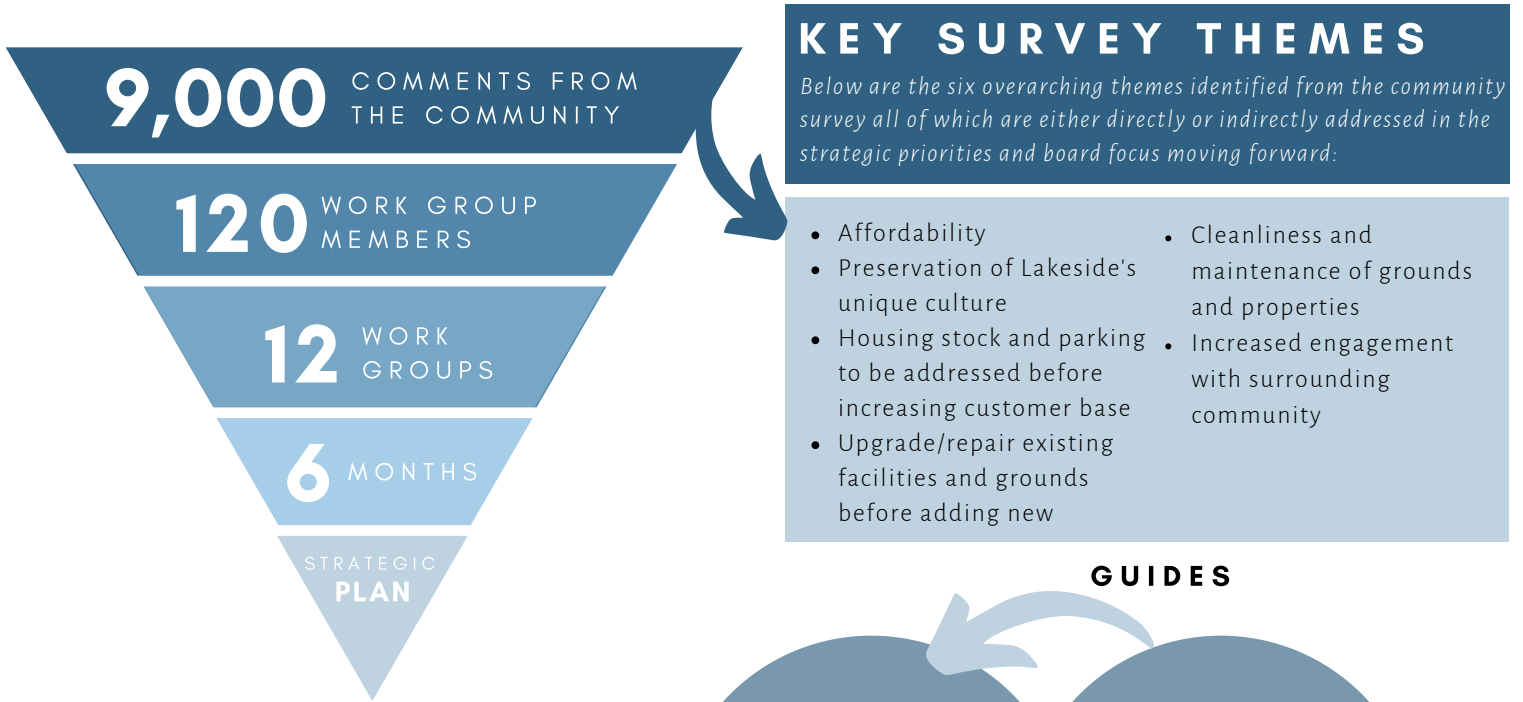 9,000 COMMENTS FROM
THE COMMUNITY
120 WORK GROUP
MEMBERS
12 WORK
GROUPS
6 MONTHS
STRATEGIC
PLAN
KEY SURVEY THEMES
Below are the six overarching themes identified from the community
survey all of which are either directly or indirectly addressed in the
strategic priorities and board focus moving forward:
• Affordability
• Preservation of Lakeside's
unique culture
• Housing stock and parking
to be addressed before
increasing customer base
• Upgrade/repair existing
facilities and grounds
before adding new
• Cleanliness and
maintenance of grounds
and properties
• Increased engagement
with surrounding
community
GUIDES